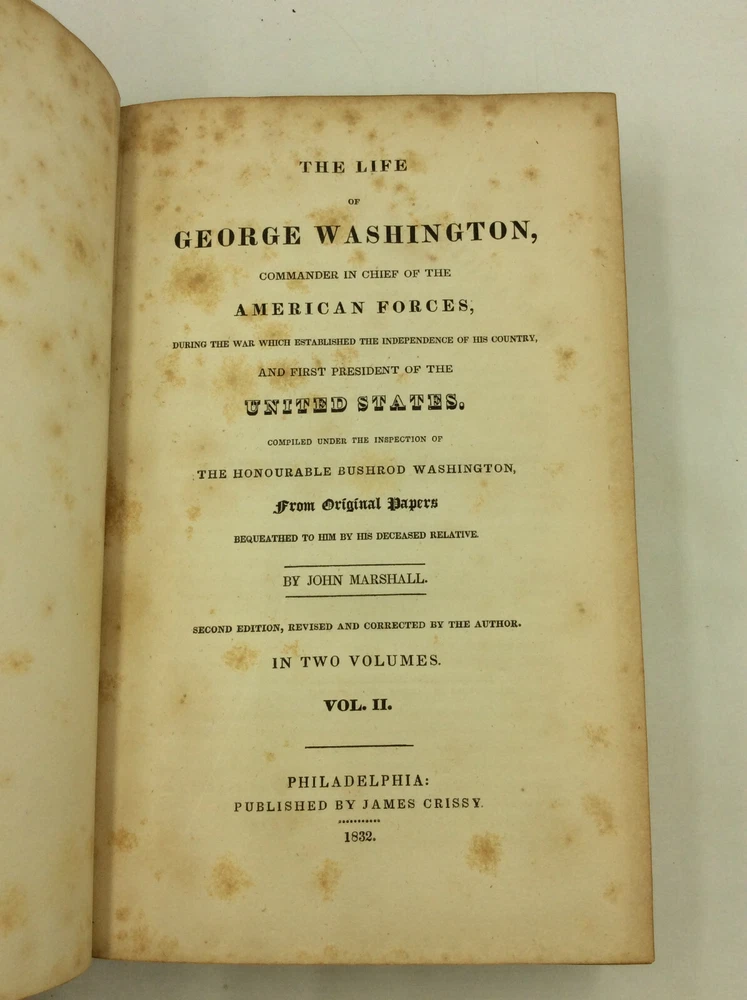 THE LIFE
OF
GEORGE WASHINGTON,
COMMANDER IN CHIEF OF THE
AMERICAN FORCES,
DURING THE WAR WHICH ESTABLISHED THE INDEPENDENCE OF HIS COUNTRY,
AND FIRST PRESIDENT OF THE
UNITED STATES.
COMPILED UNDER THE INSPECTION OF
THE HONOURABLE BUSHROD WASHINGTON,
From Original Papers
BEQUEATHED TO HIM BY HIS DECEASED RELATIVE.
BY JOHN MARSHALL.
SECOND EDITION, REVISED AND CORRECTED BY THE AUTHOR.
IN TWO VOLUMES.
VOL. II.
PHILADELPHIA:
PUBLISHED BY JAMES CRISSY.
1832.